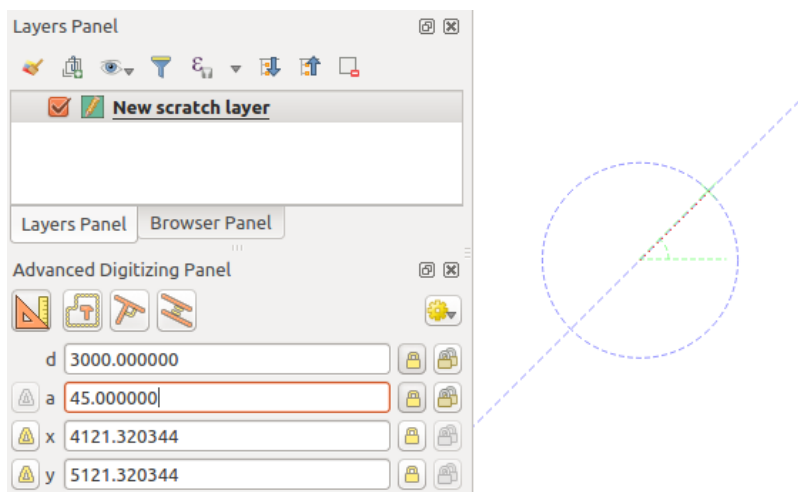 Layers Panel
New scratch layer
Layers Panel
Browser Panel
Advanced Digitizing Panel
d 3000.000000
a 45.000000
x 4121.320344
y 5121.320344